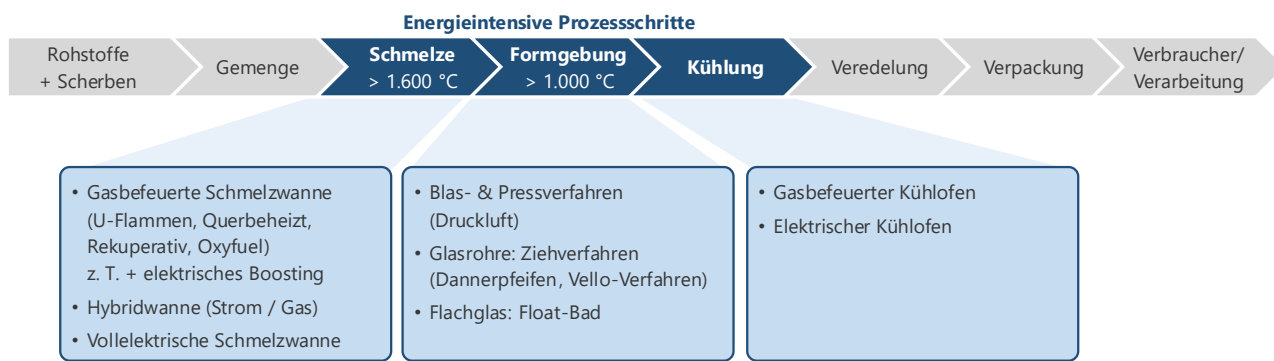 Energieintensive Prozessschritte
Rohstoffe
+ Scherben
Gemenge
Schmelze
> 1.600 °C
Formgebung
> 1.000 °C
Kühlung
Veredelung
Verpackung
Verbraucher/
Verarbeitung
• Gasbefeuerte Schmelzwanne
(U-Flammen, Querbeheizt,
Rekuperativ, Oxyfuel)
z. T. + elektrisches Boosting
• Hybridwanne (Strom / Gas)
• Vollelektrische Schmelzwanne
• Blas- & Pressverfahren
(Druckluft)
• Glasrohre: Ziehverfahren
(Dannerpfeifen, Vello-Verfahren)
• Flachglas: Float-Bad
• Gasbefeuerter Kühlofen
• Elektrischer Kühlofen